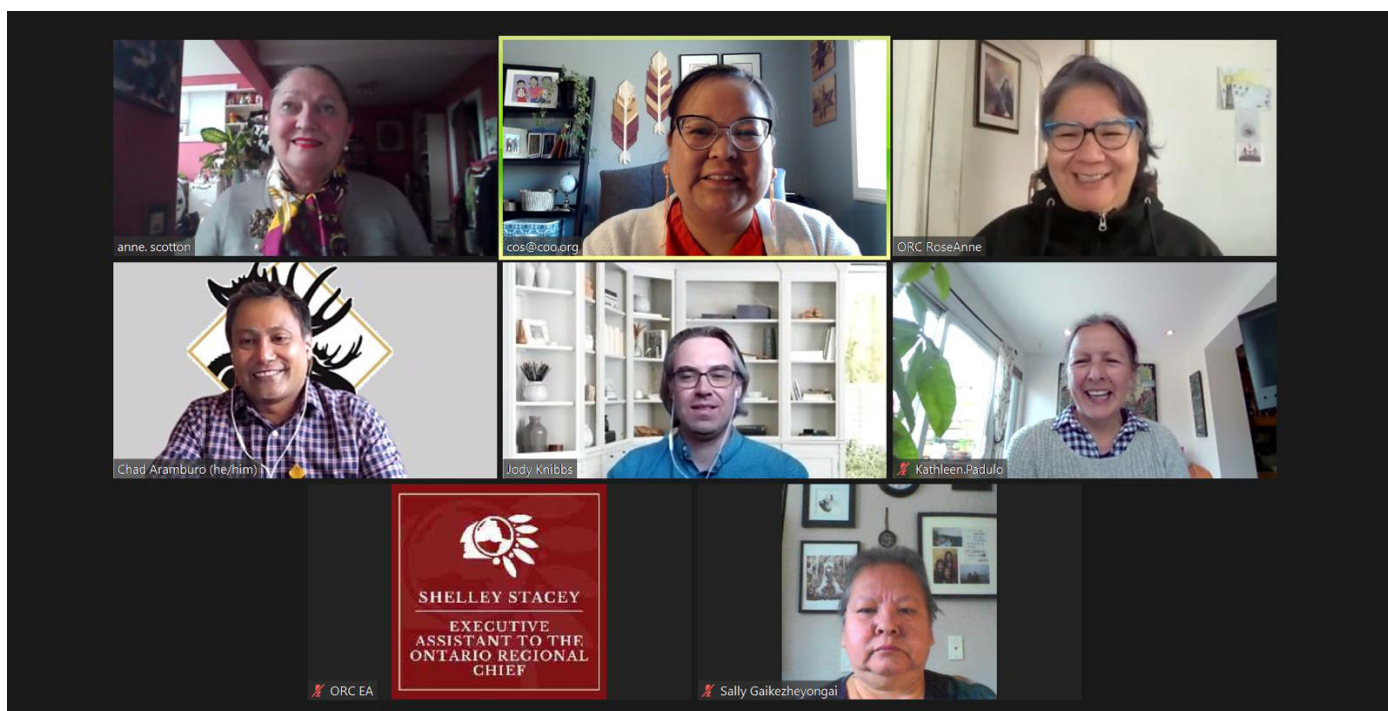 anne. scotton
cos@coo.org
ORC RoseAnne
Chad Aramburo (he/him)
Jody Knibbs
Kathleen.Padulo
SHELLEY STACEY
EXECUTIVE
ASSISTANT TO THE
ONTARIO REGIONAL
CHIEF
ORC EA
Sally Gaikezheyongai